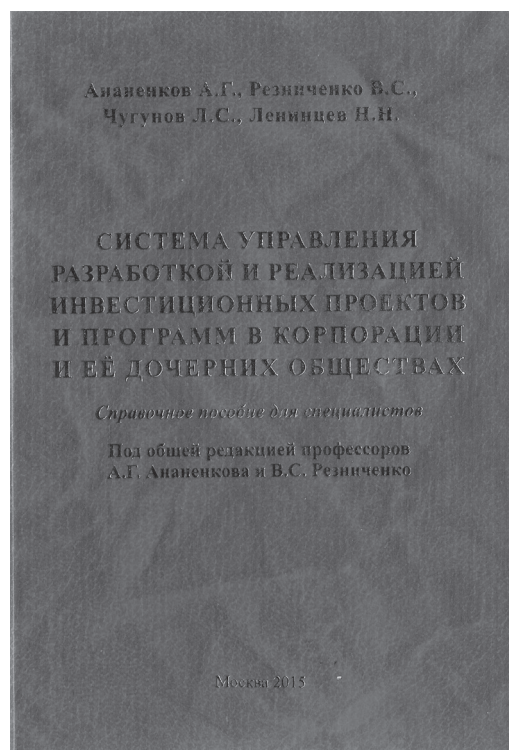 Ананенков А.Г., Резниченко В.С.,
Чугунов Л.С., Ленинцев Н.Н.
СИСТЕМА УПРАВЛЕНИЯ
РАЗРАБОТКОЙ И РЕАЛИЗАЦИЕЙ
ИНВЕСТИЦИОННЫХ ПРОЕКТОВ
И ПРОГРАММ В КОРПОРАЦИИ
И ЕЁ ДОЧЕРНИХ ОБЩЕСТВАХ
Справочное пособие для специалистов
Под общей редакцией профессоров
А.Г. Ананенкова и В.С. Резниченко
Москва 2015